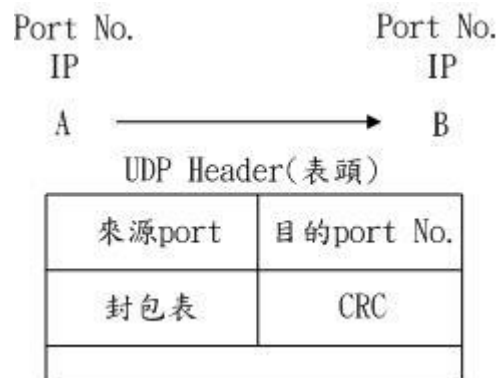 Port No. Port No.
IP IP
A B
UDP Header(表頭)
來源port 目的port No.
封包表 CRC